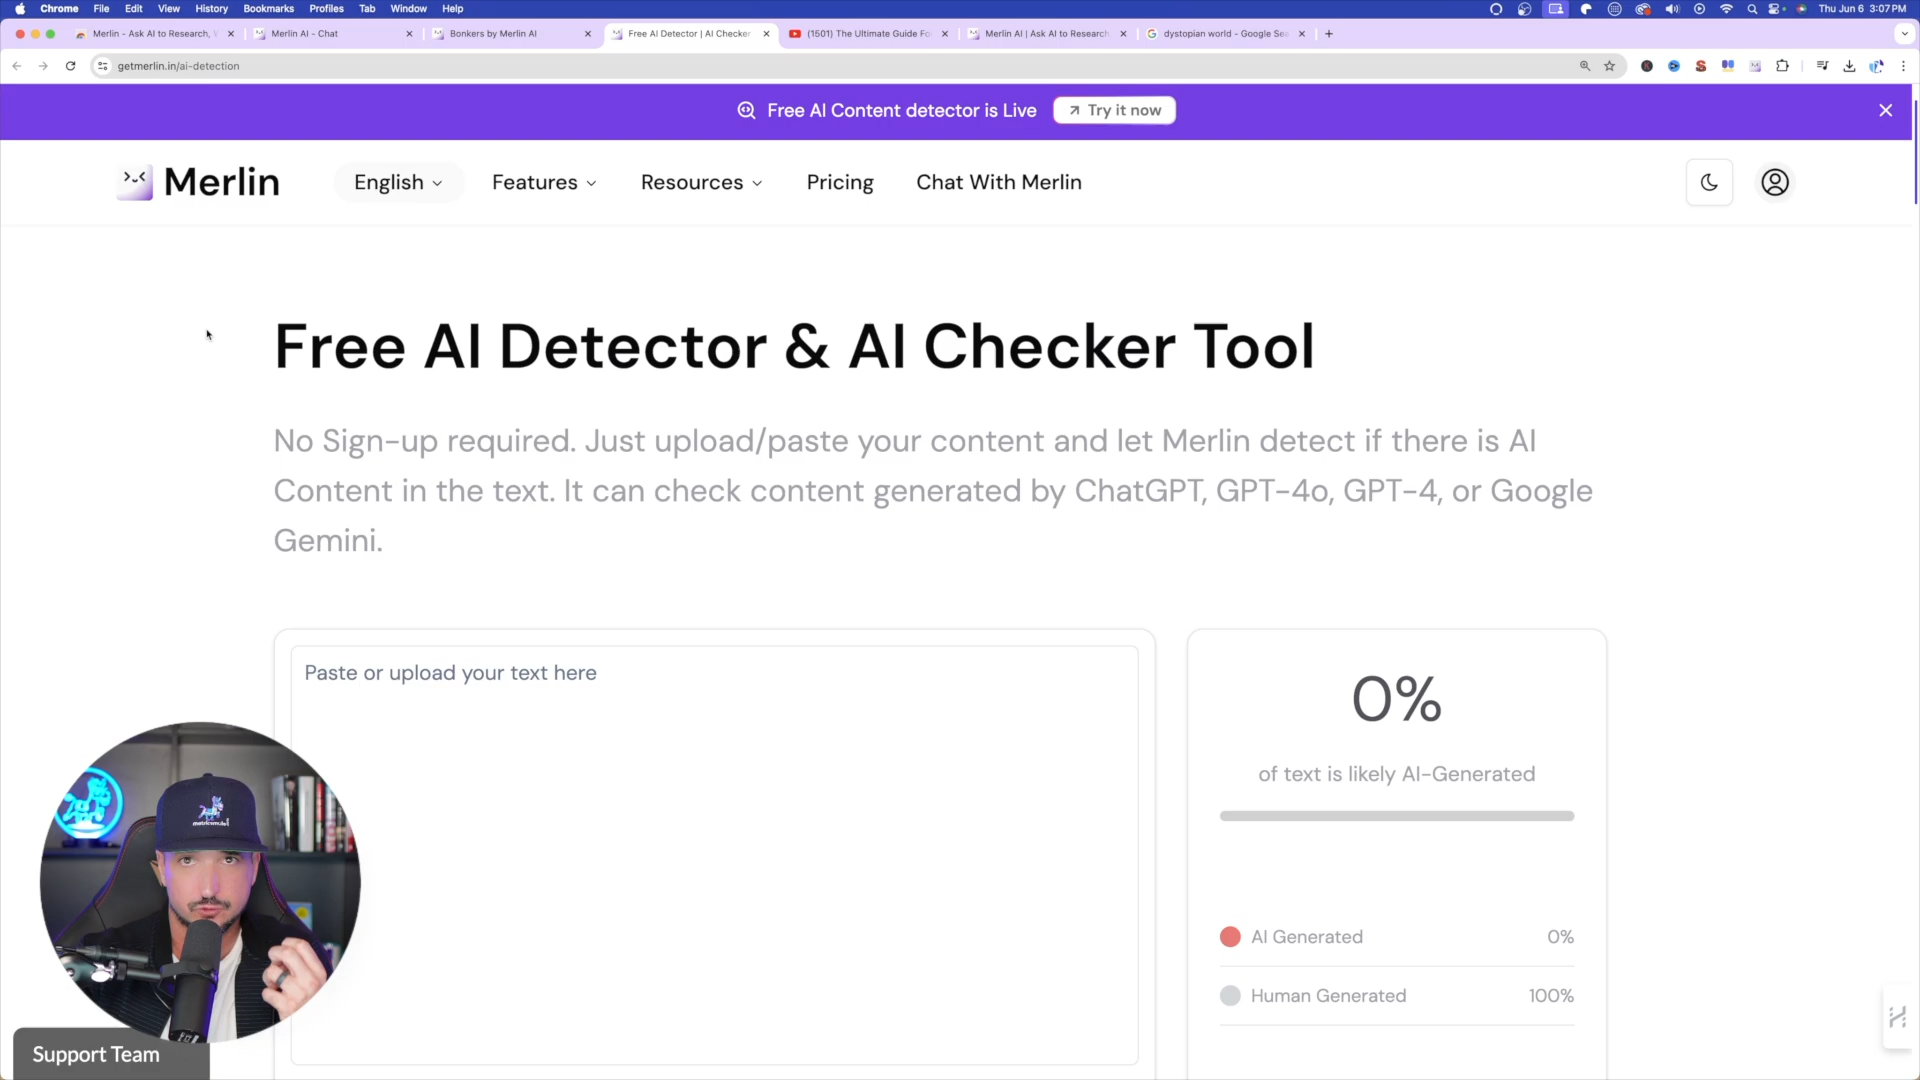 Chrome File Edit View History Bookmarks Profiles Tab Window Help Thu Jun 6 3:07 PM
Merlin - Ask AI to Research, Merlin AI - Chat Bonkers by Merlin AI Free AI Detector | AI Checker (1501) The Ultimate Guide Fo Merlin AI | Ask AI to Research dystopian world - Google Sea
getmerlin.in/ai-detection
Free AI Content detector is Live Try it now
Merlin English Features Resources Pricing Chat With Merlin
Free AI Detector & AI Checker Tool
No Sign-up required. Just upload/paste your content and let Merlin detect if there is AI
Content in the text. It can check content generated by ChatGPT, GPT-4o, GPT-4, or Google
Gemini.
Paste or upload your text here
0%
of text is likely AI-Generated
AI Generated 0%
Human Generated 100%
Support Team